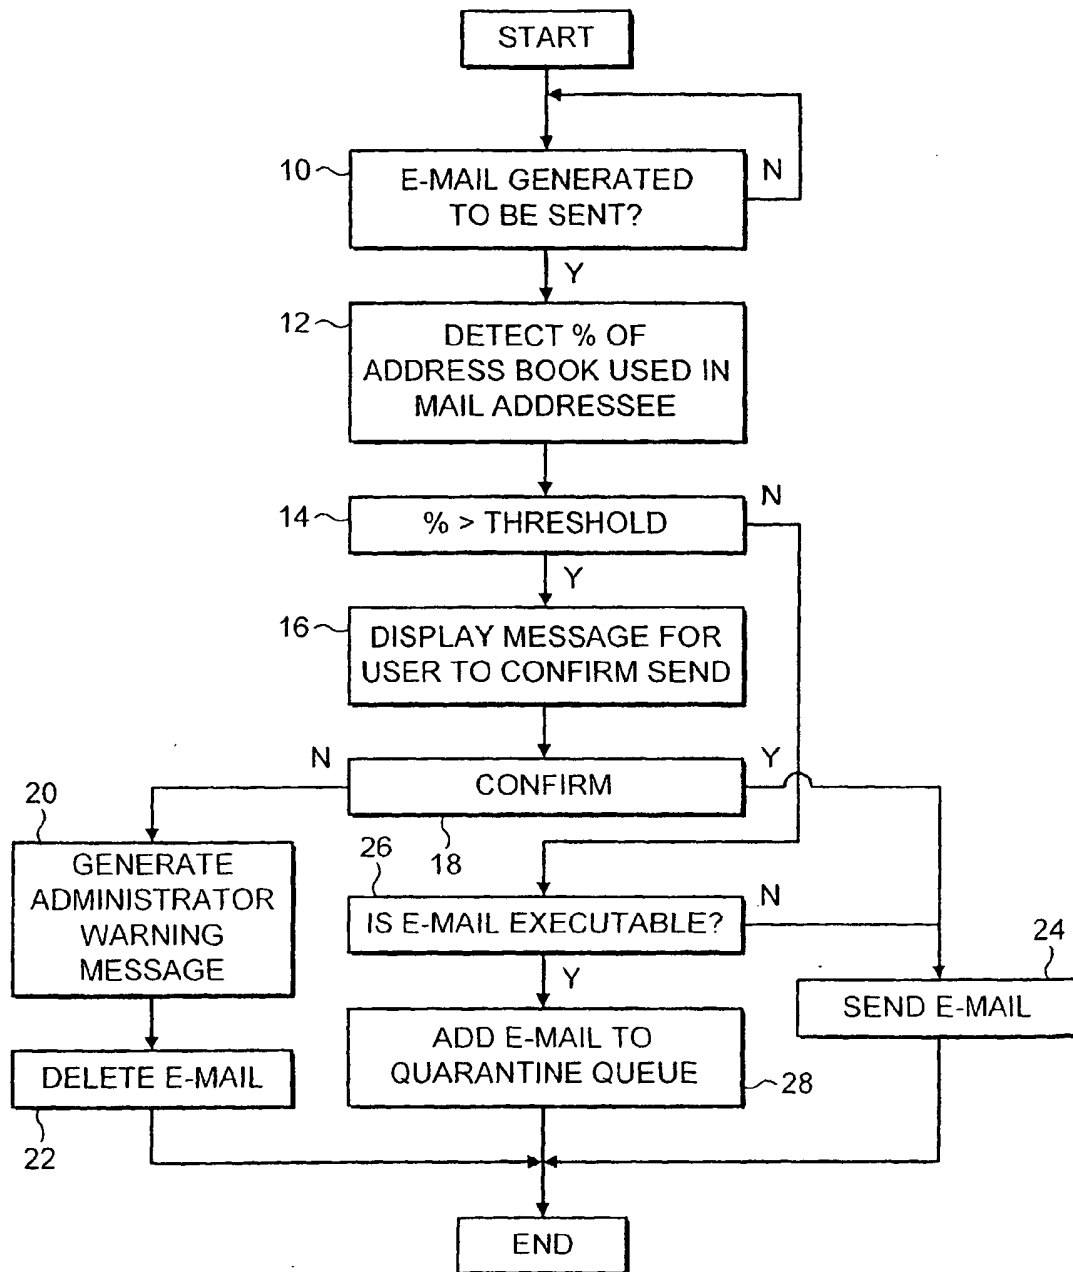 START
10
E-MAIL GENERATED
TO BE SENT?
N
Y
12
DETECT % OF
ADDRESS BOOK USED IN
MAIL ADDRESSEE
14
% > THRESHOLD
N
Y
16
DISPLAY MESSAGE FOR
USER TO CONFIRM SEND
N
CONFIRM
Y
18
20
GENERATE
ADMINISTRATOR
WARNING
MESSAGE
26
IS E-MAIL EXECUTABLE?
N
Y
24
SEND E-MAIL
DELETE E-MAIL
22
ADD E-MAIL TO
QUARANTINE QUEUE
28
END